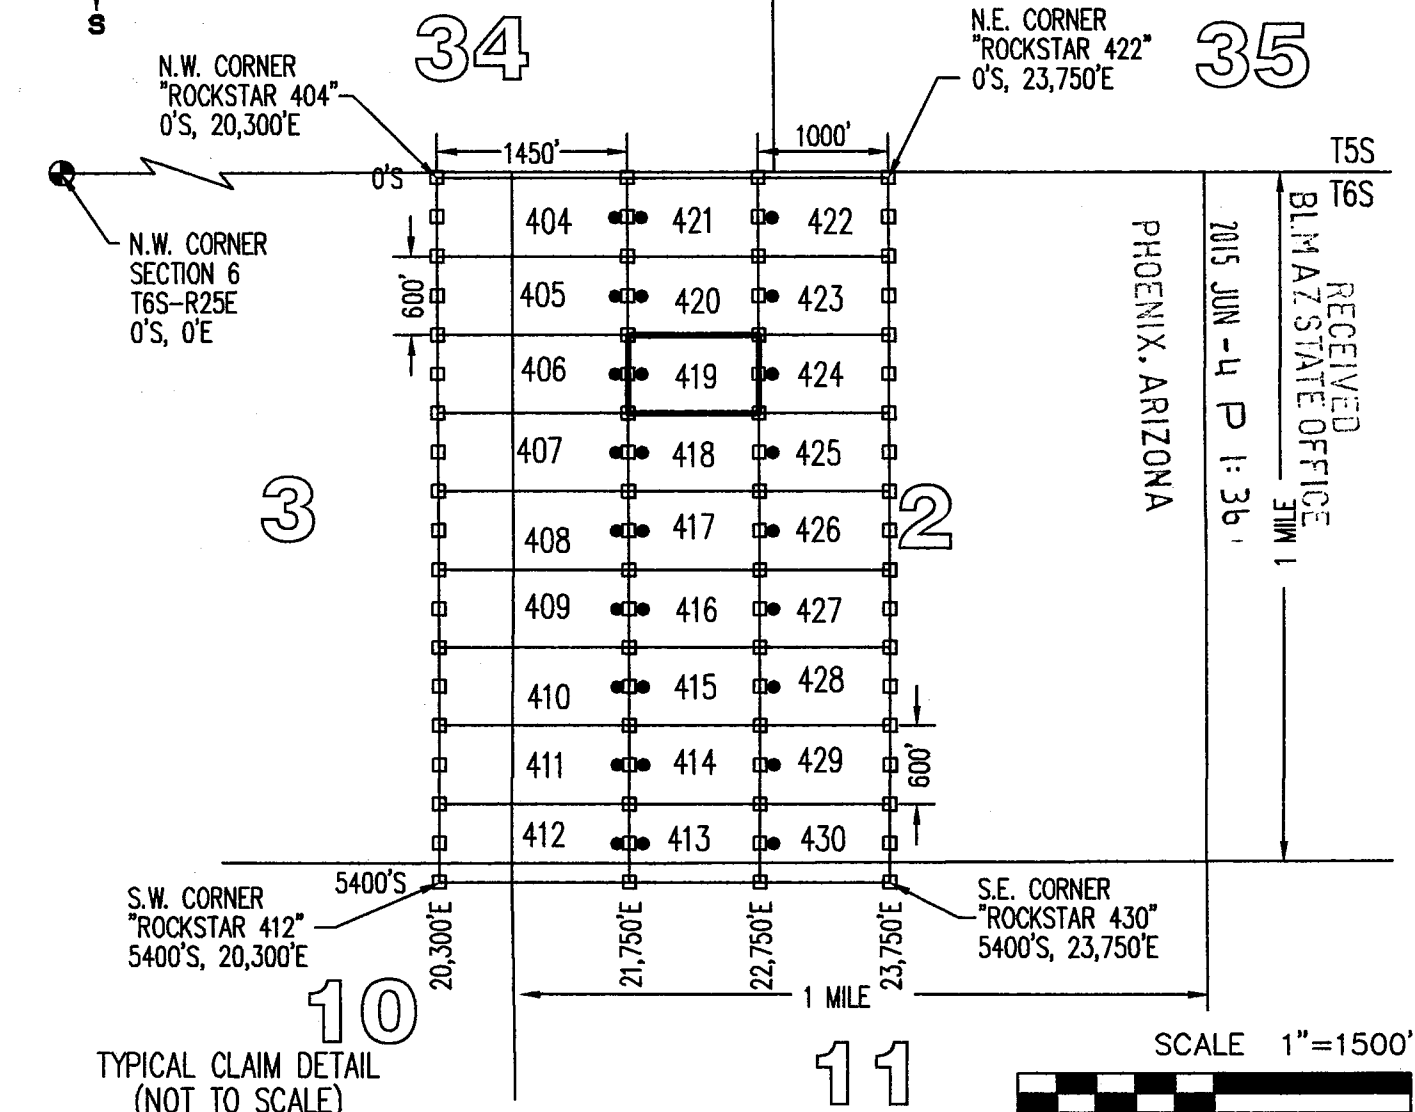 S
34
35
N.W. CORNER
"ROCKSTAR 404"
0'S, 20,300'E
N.E. CORNER
"ROCKSTAR 422"
0'S, 23,750'E
1450'
1000'
T5S
T6S
0'S
N.W. CORNER
SECTION 6
T6S-R25E
0'S, 0'E
600'
404 421 422
405 420 423
406 419 424
407 418 425
408 417 426
409 416 427
410 415 428
411 414 429
412 413 430
3
2
600'
RECEIVED
BLM AZ STATE OFFICE
2015 JUN -4 P 1:36
PHOENIX, ARIZONA
1 MILE
5400'S
S.W. CORNER
"ROCKSTAR 412"
5400'S, 20,300'E
S.E. CORNER
"ROCKSTAR 430"
5400'S, 23,750'E
20,300'E
21,750'E
22,750'E
23,750'E
1 MILE
10
11
TYPICAL CLAIM DETAIL
(NOT TO SCALE)
SCALE 1"=1500'